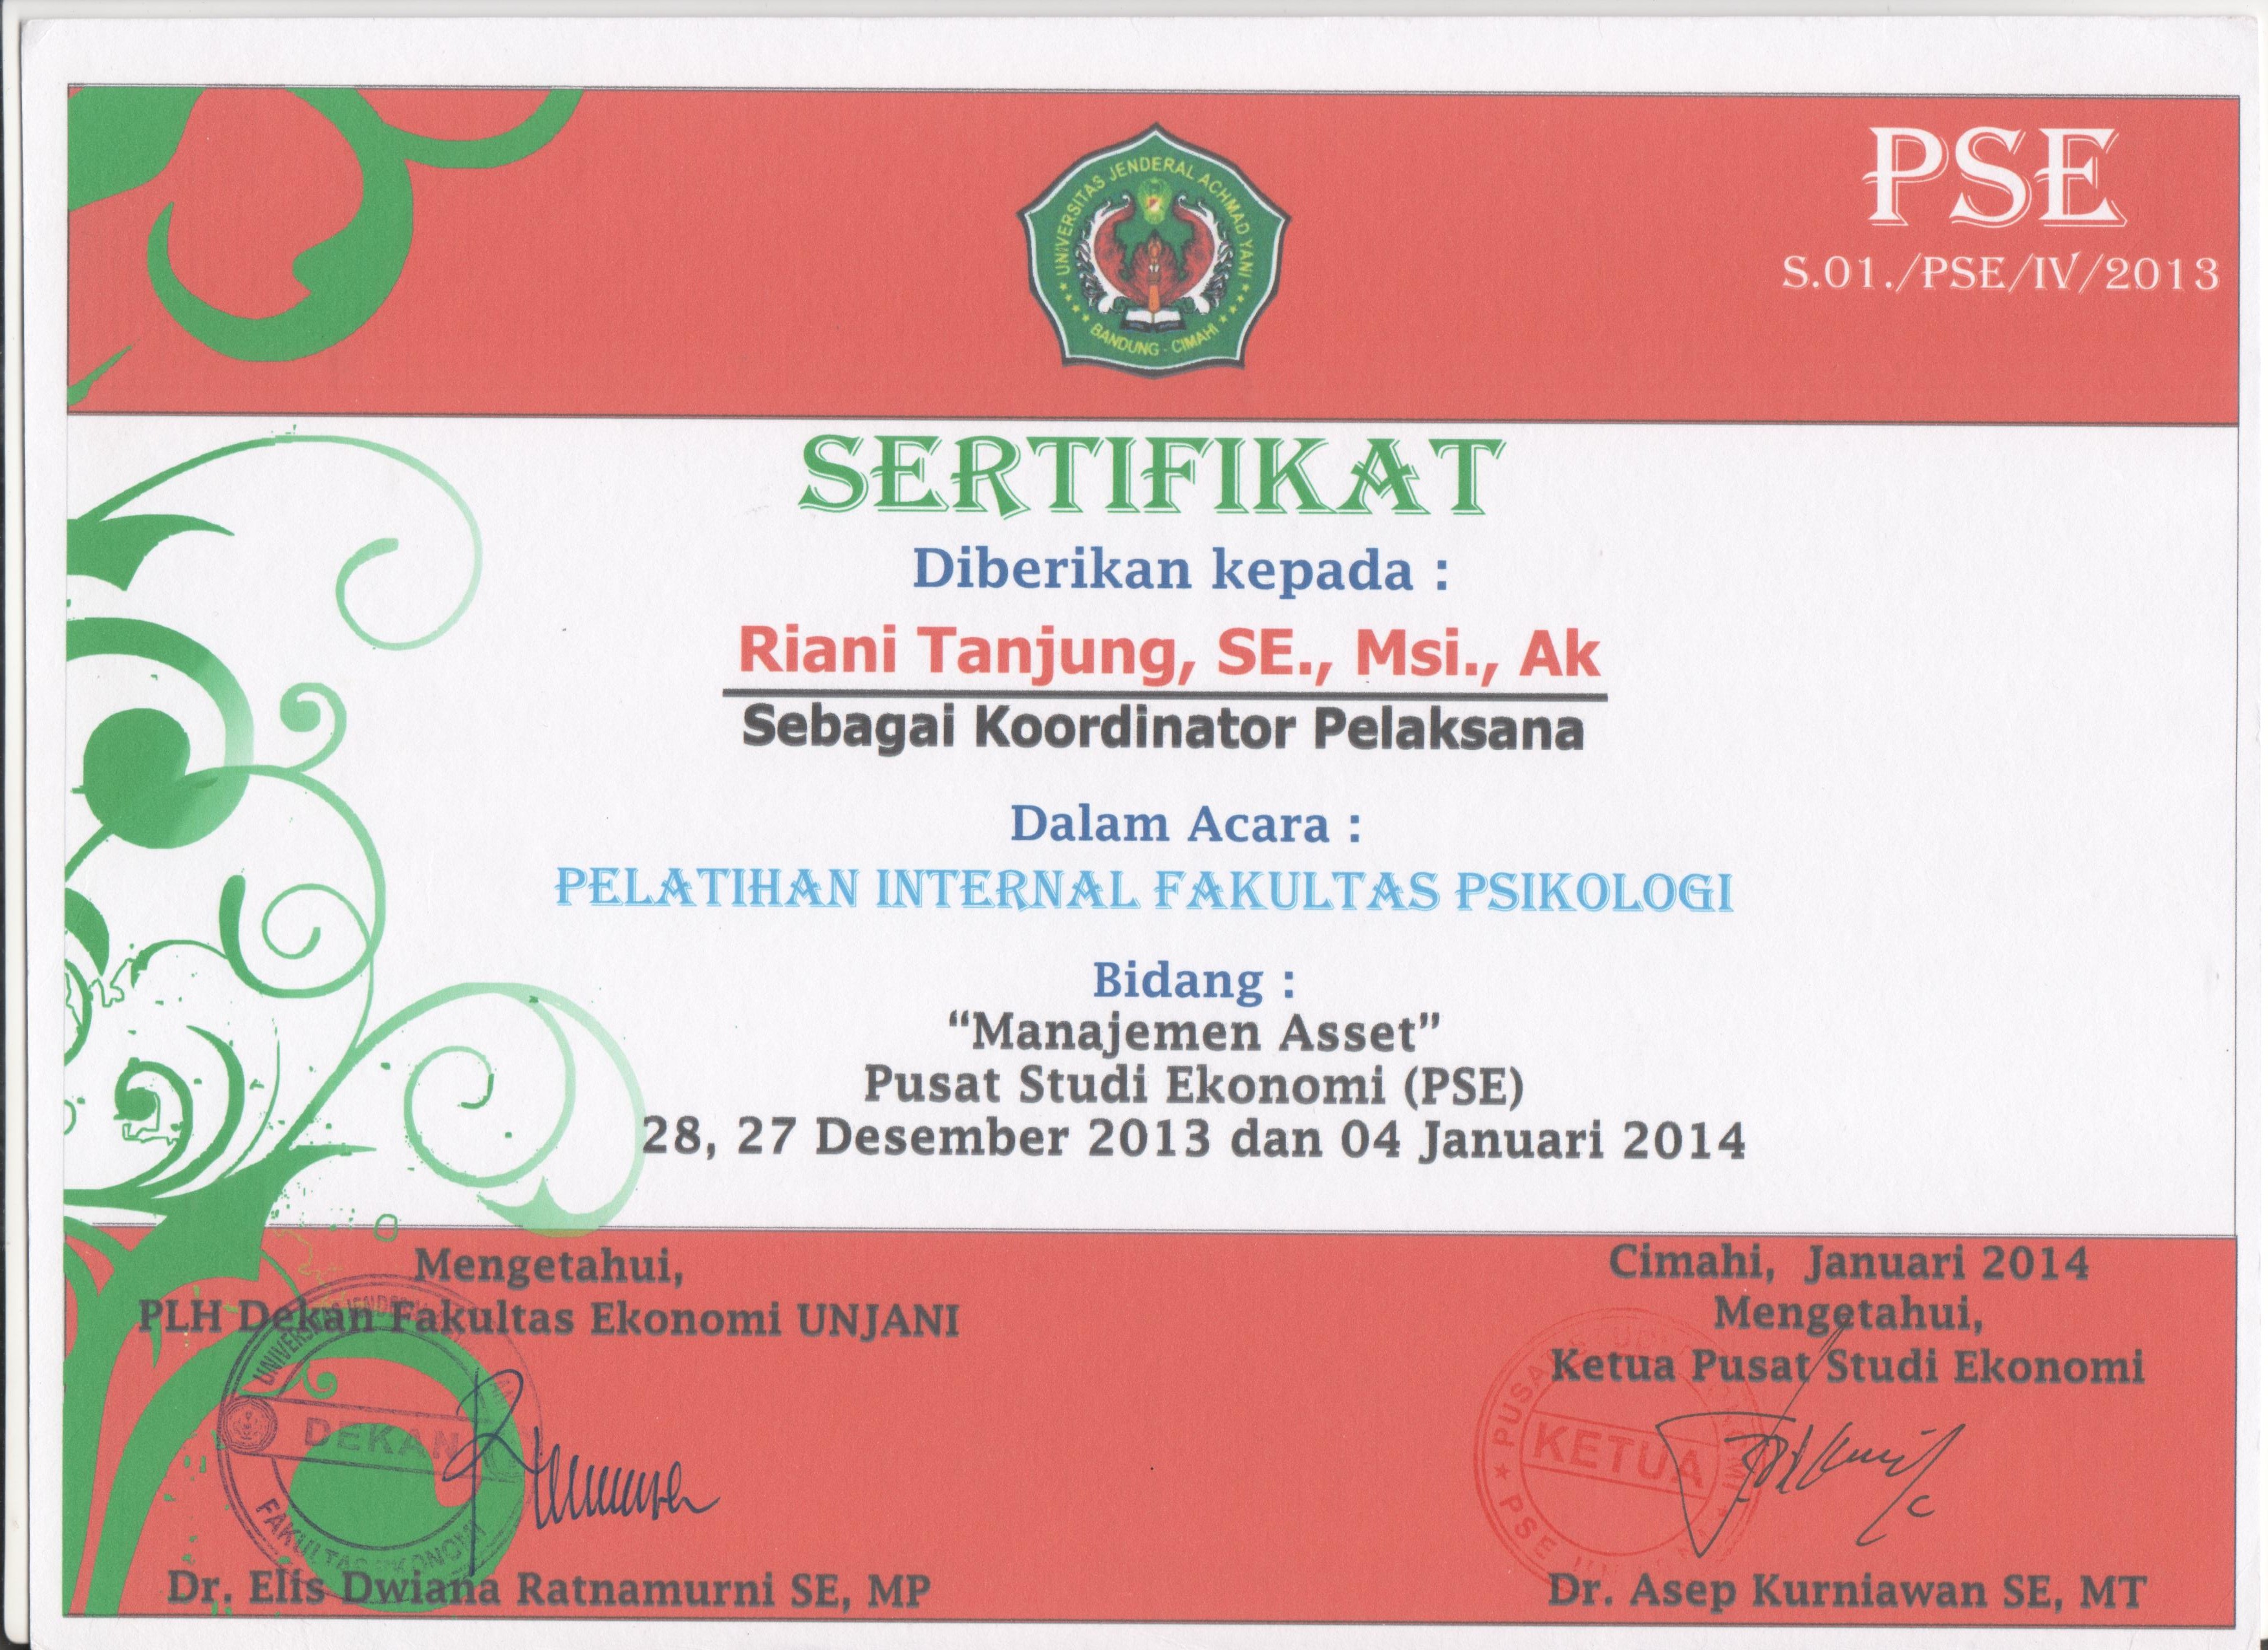 UNIVERSITAS JENDERAL ACHMAD YANI
BANDUNG - CIMAHI
PSE
S.01./PSE/IV/2013
SERTIFIKAT
Diberikan kepada :
Riani Tanjung, SE., Msi., Ak
Sebagai Koordinator Pelaksana
Dalam Acara :
PELATIHAN INTERNAL FAKULTAS PSIKOLOGI
Bidang :
“Manajemen Asset”
Pusat Studi Ekonomi (PSE)
28, 27 Desember 2013 dan 04 Januari 2014
Mengetahui,
PLH Dekan Fakultas Ekonomi UNJANI
DEKAN
FAKULTAS EKONOMI
Dr. Elis Dwiana Ratnamurni SE, MP
Cimahi, Januari 2014
Mengetahui,
Ketua Pusat Studi Ekonomi
KETUA
PSE
Dr. Asep Kurniawan SE, MT